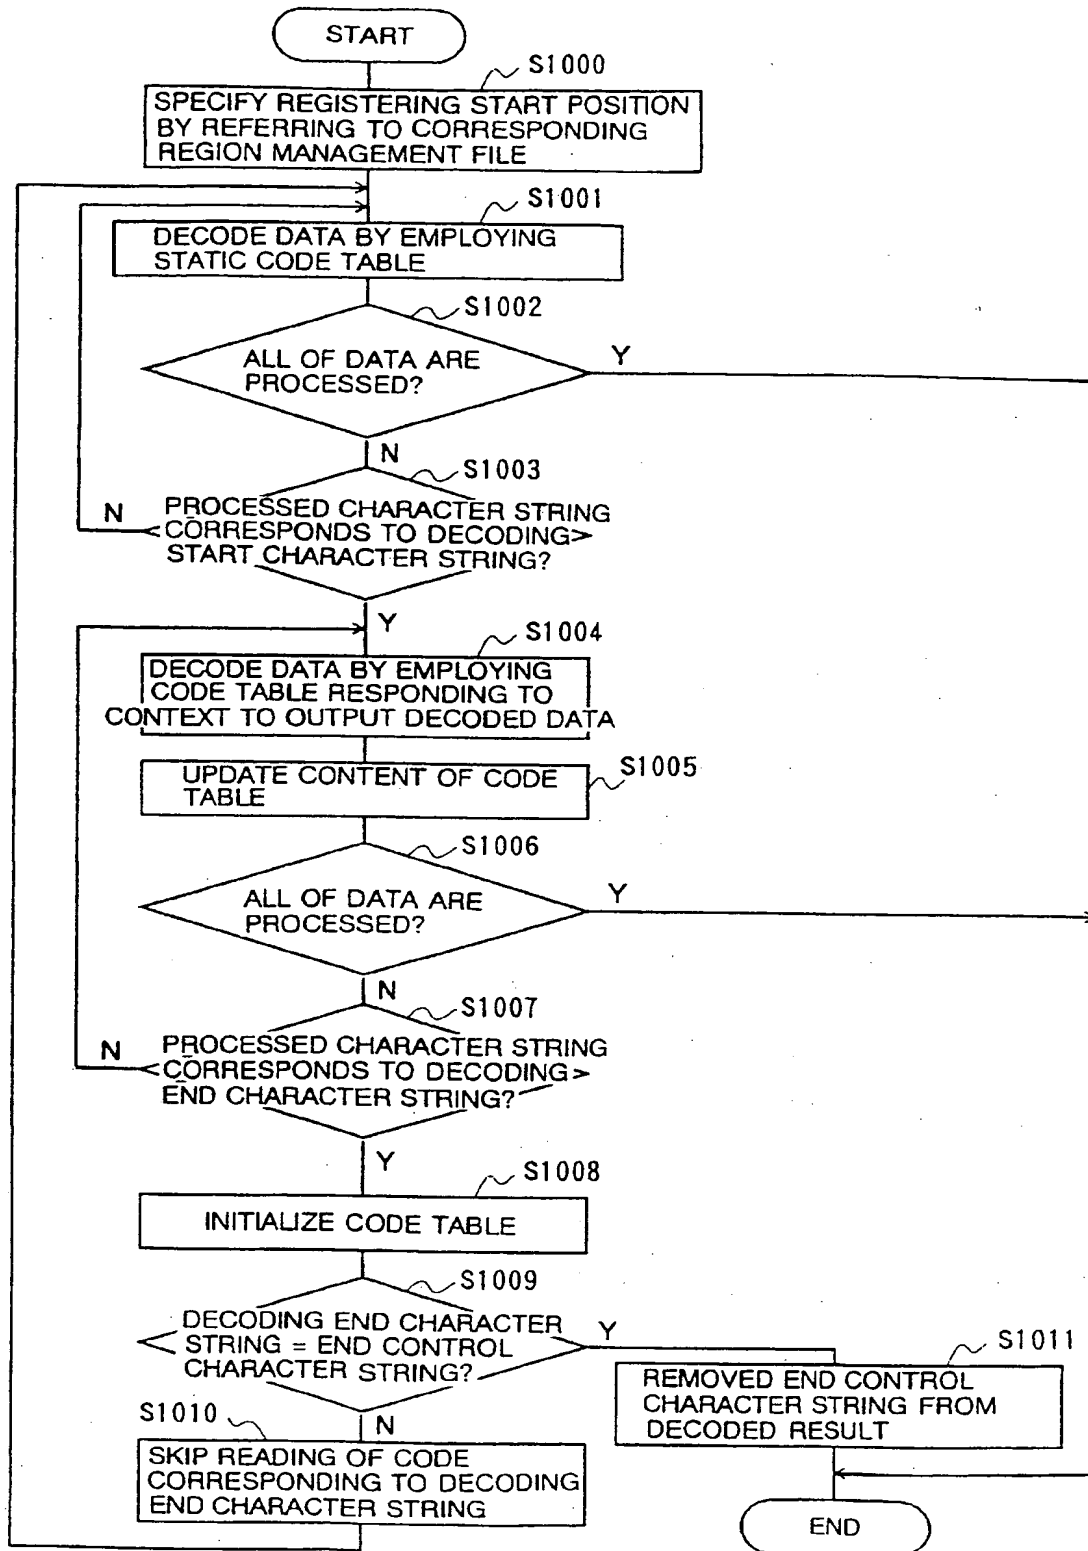 START
S1000
SPECIFY REGISTERING START POSITION
BY REFERRING TO CORRESPONDING
REGION MANAGEMENT FILE
S1001
DECODE DATA BY EMPLOYING
STATIC CODE TABLE
S1002
ALL OF DATA ARE
PROCESSED?
Y
N
S1003
PROCESSED CHARACTER STRING
CORRESPONDS TO DECODING
START CHARACTER STRING?
N
Y
S1004
DECODE DATA BY EMPLOYING
CODE TABLE RESPONDING TO
CONTEXT TO OUTPUT DECODED DATA
S1005
UPDATE CONTENT OF CODE
TABLE
S1006
ALL OF DATA ARE
PROCESSED?
Y
N
S1007
PROCESSED CHARACTER STRING
CORRESPONDS TO DECODING
END CHARACTER STRING?
N
Y
S1008
INITIALIZE CODE TABLE
S1009
DECODING END CHARACTER
STRING = END CONTROL
CHARACTER STRING?
Y
N
S1011
REMOVED END CONTROL
CHARACTER STRING FROM
DECODED RESULT
S1010
SKIP READING OF CODE
CORRESPONDING TO DECODING
END CHARACTER STRING
END